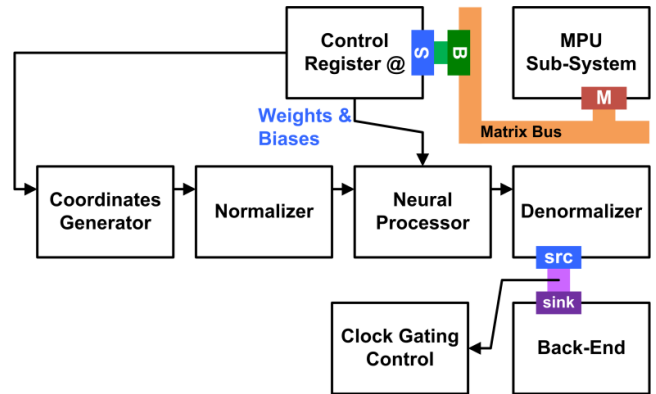 Control
Register @
S
B
MPU
Sub-System
M
Weights &
Biases
Matrix Bus
Coordinates
Generator
Normalizer
Neural
Processor
Denormalizer
src
sink
Clock Gating
Control
Back-End